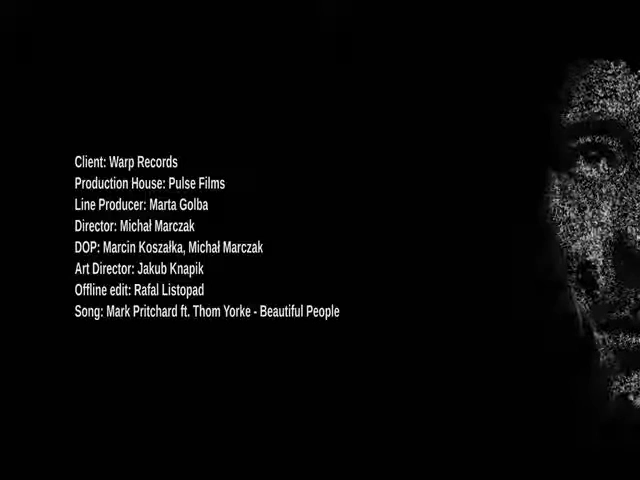 Client: Warp Records
Production House: Pulse Films
Line Producer: Marta Golba
Director: Michał Marczak
DOP: Marcin Koszałka, Michał Marczak
Art Director: Jakub Knapik
Offline edit: Rafal Listopad
Song: Mark Pritchard ft. Thom Yorke - Beautiful People